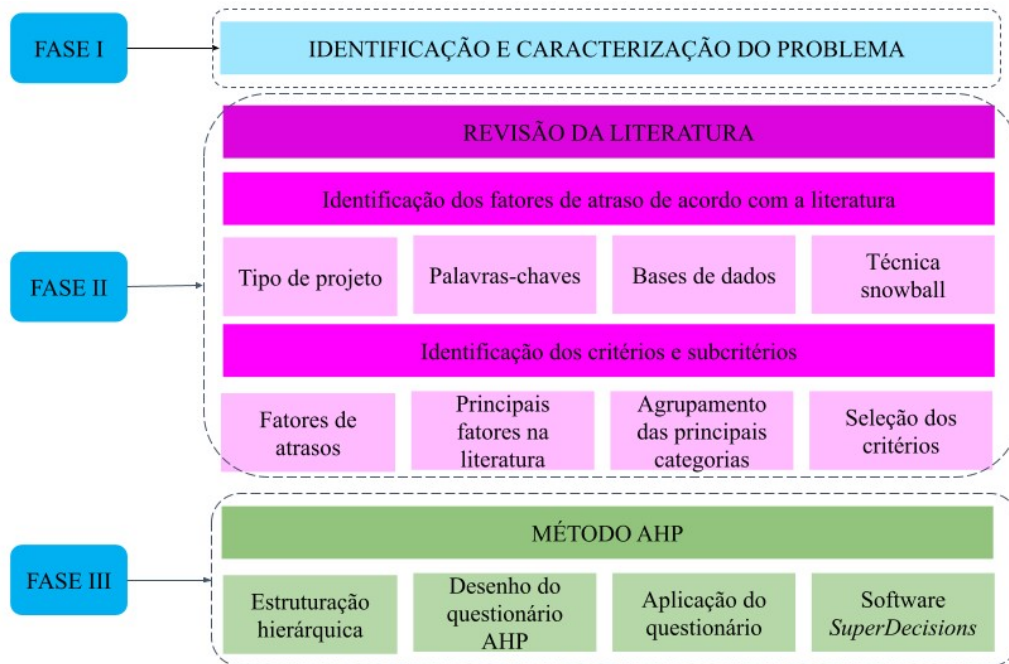 FASE I
IDENTIFICAÇÃO E CARACTERIZAÇÃO DO PROBLEMA
REVISÃO DA LITERATURA
Identificação dos fatores de atraso de acordo com a literatura
FASE II
Tipo de projeto
Palavras-chaves
Bases de dados
Técnica
snowball
Identificação dos critérios e subcritérios
Fatores de
atrasos
Principais
fatores na
literatura
Agrupamento
das principais
categorias
Seleção dos
critérios
MÉTODO AHP
FASE III
Estruturação
hierárquica
Desenho do
questionário
AHP
Aplicação do
questionário
Software
SuperDecisions